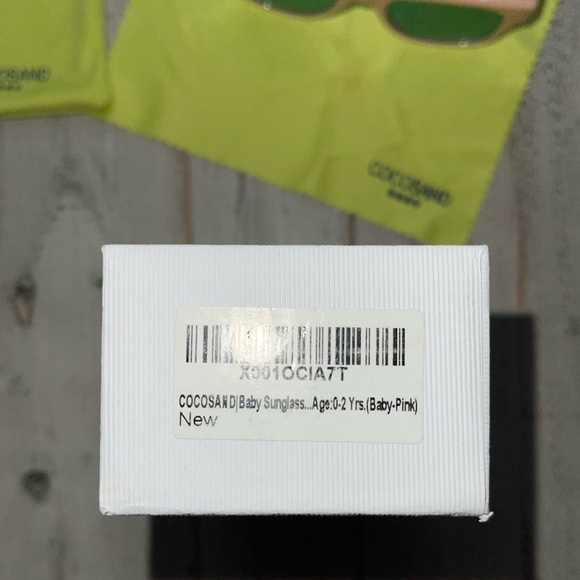 COCOSAND
COCOSAND
X001OCIA7T
COCOSAND|Baby Sunglass...Age:0-2 Yrs.(Baby-Pink)
New